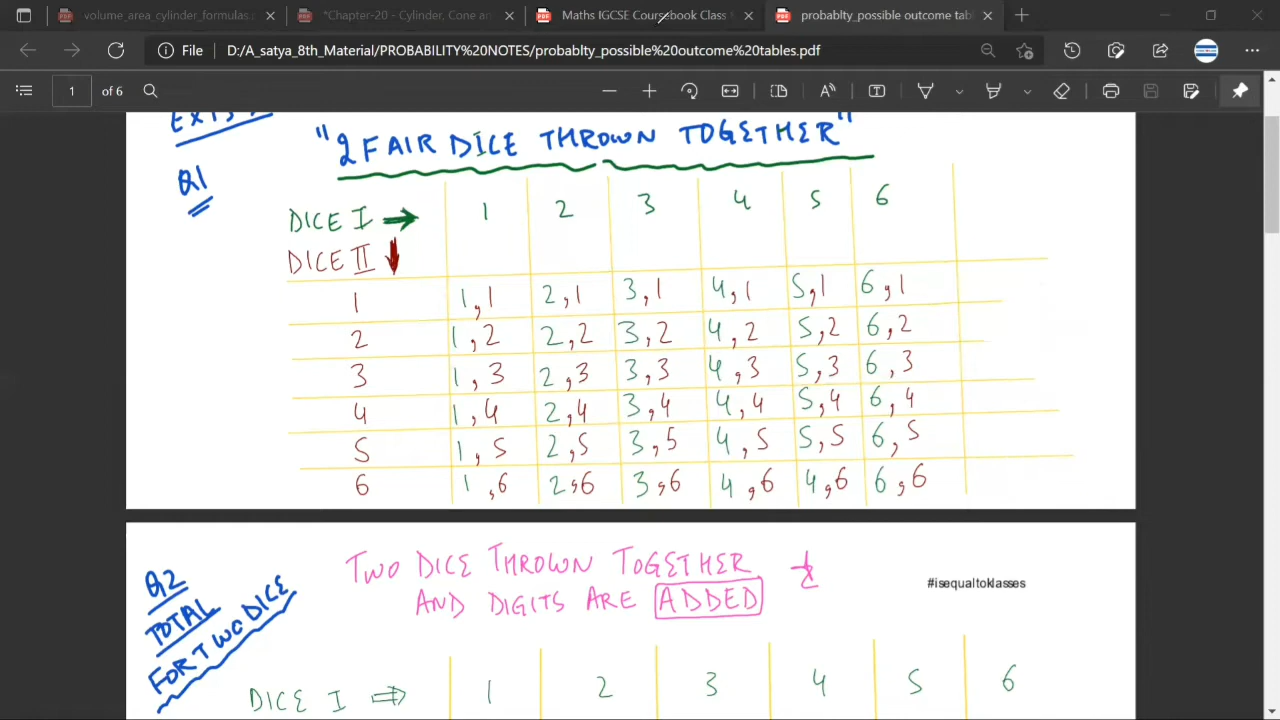 volume_area_cylinder_formulas.
*Chapter-20 - Cylinder, Cone an
Maths IGCSE Coursebook Class
probablty_possible outcome tab
File D:/A_satya_8th_Material/PROBABILITY%20NOTES/probablty_possible%20outcome%20tables.pdf
1 of 6
"2 FAIR DICE THROWN TOGETHER"
Q1
DICE I → 1 2 3 4 5 6
DICE II ↓
1 1,1 2,1 3,1 4,1 5,1 6,1
2 1,2 2,2 3,2 4,2 5,2 6,2
3 1,3 2,3 3,3 4,3 5,3 6,3
4 1,4 2,4 3,4 4,4 5,4 6,4
5 1,5 2,5 3,5 4,5 5,5 6,5
6 1,6 2,6 3,6 4,6 4,6 6,6
Q2
TOTAL
FOR TWO DICE
TWO DICE THROWN TOGETHER &
AND DIGITS ARE ADDED
#isequaltoklasses
DICE I ⇒ 1 2 3 4 5 6